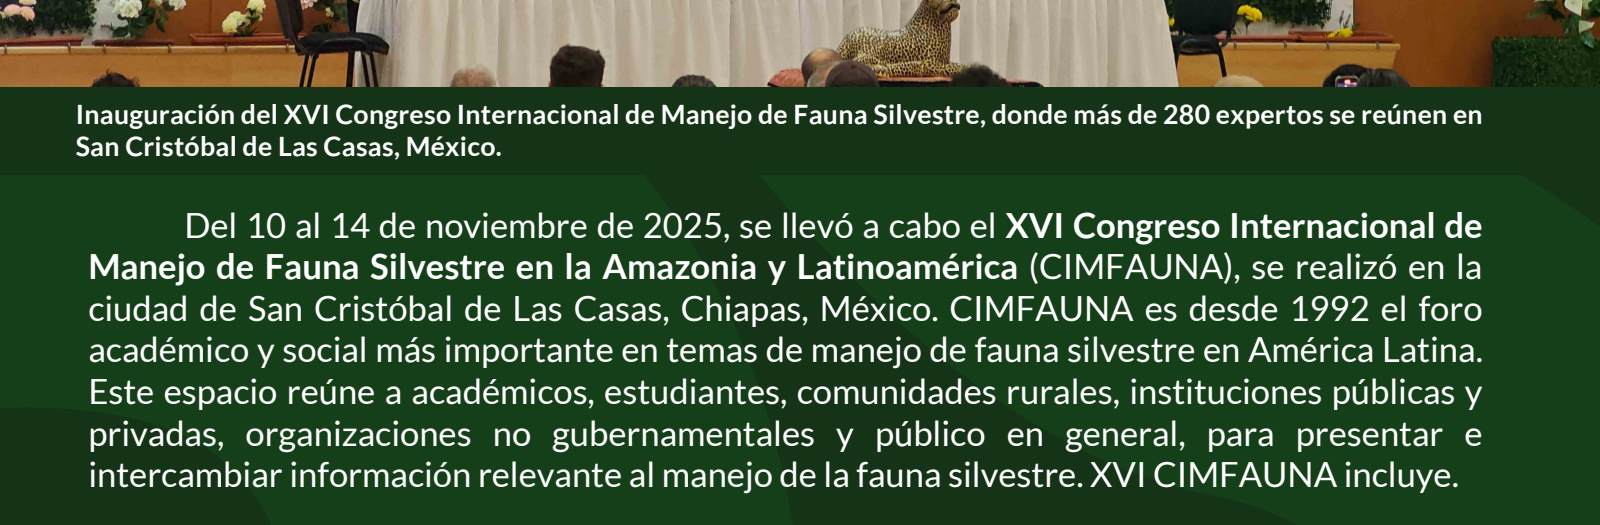 Inauguración del XVI Congreso Internacional de Manejo de Fauna Silvestre, donde más de 280 expertos se reúnen en
San Cristóbal de Las Casas, México.
Del 10 al 14 de noviembre de 2025, se llevó a cabo el XVI Congreso Internacional de
Manejo de Fauna Silvestre en la Amazonia y Latinoamérica (CIMFAUNA), se realizó en la
ciudad de San Cristóbal de Las Casas, Chiapas, México. CIMFAUNA es desde 1992 el foro
académico y social más importante en temas de manejo de fauna silvestre en América Latina.
Este espacio reúne a académicos, estudiantes, comunidades rurales, instituciones públicas y
privadas, organizaciones no gubernamentales y público en general, para presentar e
intercambiar información relevante al manejo de la fauna silvestre. XVI CIMFAUNA incluye.